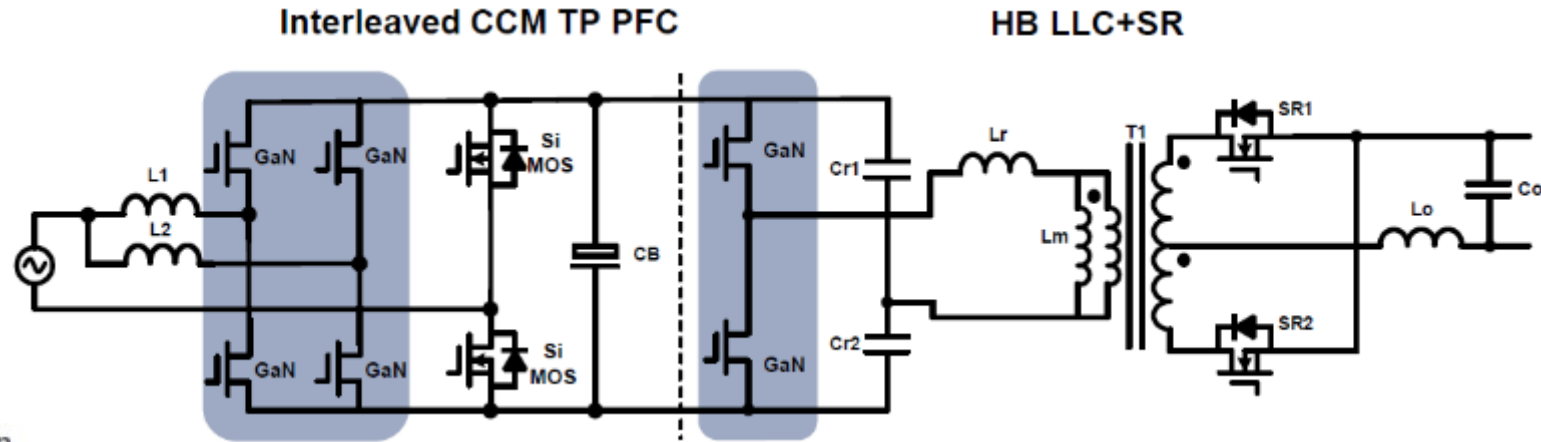 Interleaved CCM TP PFC
HB LLC+SR
GaN
GaN
Si
MOS
L1
L2
CB
GaN
GaN
Si
MOS
GaN
GaN
Cr1
Cr2
Lr
Lm
T1
SR1
Lo
Co
SR2